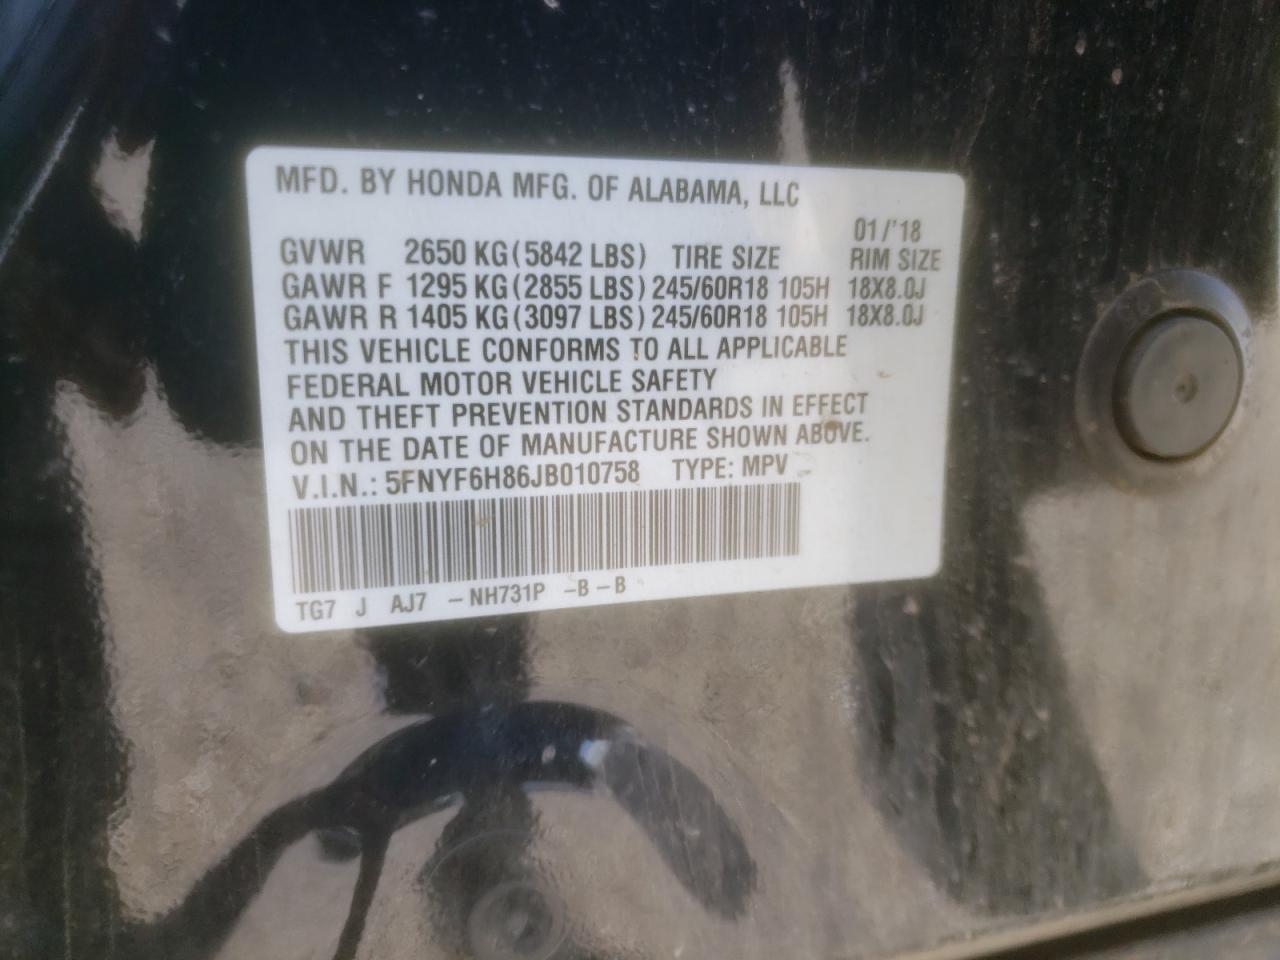 MFD. BY HONDA MFG. OF ALABAMA, LLC
01/'18
GVWR 2650 KG(5842 LBS) TIRE SIZE RIM SIZE
GAWR F 1295 KG(2855 LBS) 245/60R18 105H 18X8.0J
GAWR R 1405 KG(3097 LBS) 245/60R18 105H 18X8.0J
THIS VEHICLE CONFORMS TO ALL APPLICABLE
FEDERAL MOTOR VEHICLE SAFETY
AND THEFT PREVENTION STANDARDS IN EFFECT
ON THE DATE OF MANUFACTURE SHOWN ABOVE.
V.I.N.: 5FNYF6H86JB010758 TYPE: MPV
TG7 J AJ7 -NH731P -B-B